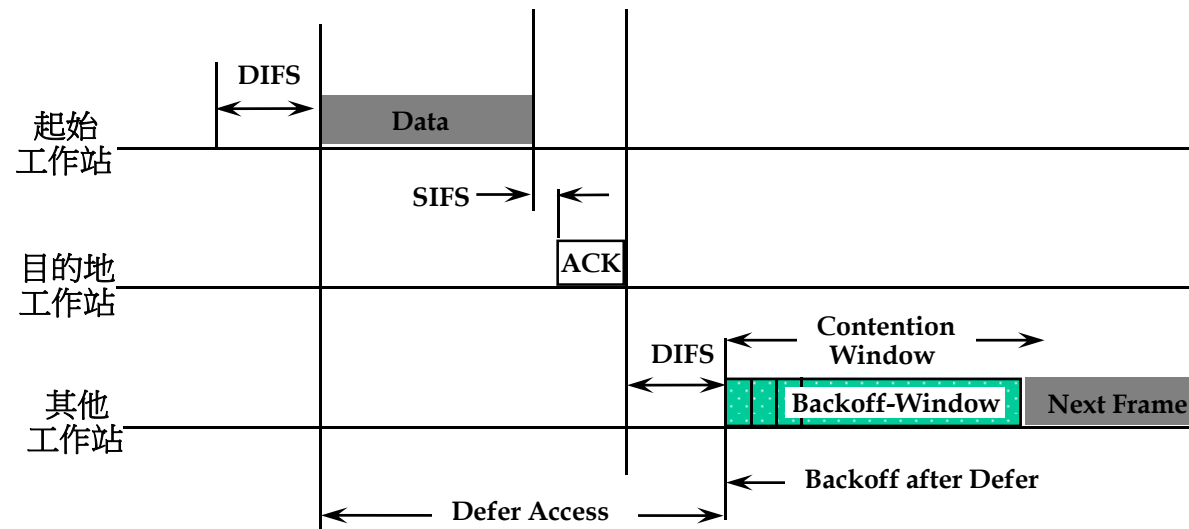 DIFS
Data
起始
工作站
SIFS
ACK
目的地
工作站
Contention
Window
DIFS
Backoff-Window
Next Frame
其他
工作站
Backoff after Defer
Defer Access